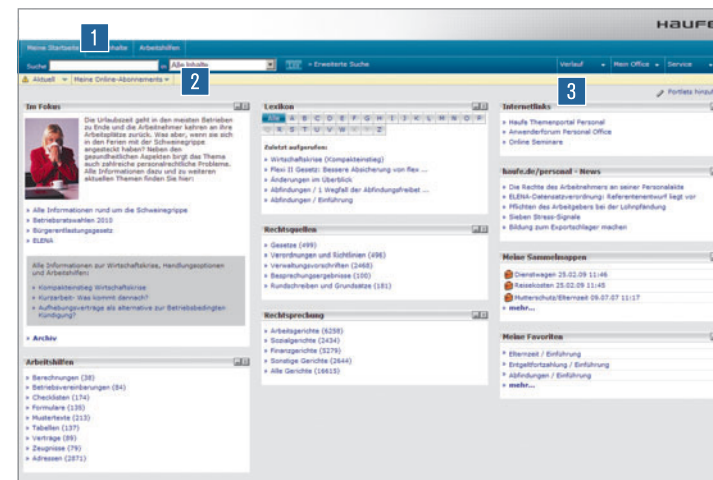 HAUFE
Meine Startseite 1 Inhalte Arbeitshilfen
Suche in Alle Inhalte » Erweiterte Suche Verlauf Mein Office Service
2
3
Aktuell Meine Online-Abonnements
Portlets hinzuf
Im Fokus
Die Urlaubszeit geht in den meisten Betrieben
zu Ende und die Arbeitnehmer kehren an ihre
Arbeitsplätze zurück. Was aber, wenn sie sich
in den Ferien mit der Schweinegrippe
angesteckt haben? Neben den
gesundheitlichen Aspekten birgt das Thema
auch zahlreiche personalrechtliche Probleme.
Alle Informationen dazu und zu weiteren
aktuellen Themen finden Sie hier:
» Alle Informationen rund um die Schweinegrippe
» Betriebsratswahlen 2010
» Bürgerentlastungsgesetz
» ELENA
Alle Informationen zur Wirtschaftskrise, Handlungsoptionen
und Arbeitshilfen:
» Kompakteinstieg Wirtschaftskrise
» Kurzarbeit- Was kommt dannach?
» Aufhebungsverträge als alternative zur Betriebsbedingten
Kündigung?
» Archiv
Arbeitshilfen
» Berechnungen (38)
» Betriebsvereinbarungen (84)
» Checklisten (174)
» Formulare (135)
» Mustertexte (213)
» Tabellen (137)
» Verträge (89)
» Zeugnisse (79)
» Adressen (2871)
Lexikon
Alle A B C D E F G H I J K L M N O P
Q R S T U V W X Y Z
Zuletzt aufgerufen:
» Wirtschaftskrise (Kompakteinstieg)
» Flexi II Gesetz: Bessere Absicherung von flex ...
» Änderungen im Überblick
» Abfindungen / 1 Wegfall der Abfindungsfreibet ...
» Abfindungen / Einführung
Rechtsquellen
» Gesetze (499)
» Verordnungen und Richtlinien (496)
» Verwaltungsvorschriften (2468)
» Besprechungsergebnisse (100)
» Rundschreiben und Grundsätze (181)
Rechtsprechung
» Arbeitsgerichte (6258)
» Sozialgerichte (2434)
» Finanzgerichte (5279)
» Sonstige Gerichte (2644)
» Alle Gerichte (16615)
Internetlinks
» Haufe Themenportal Personal
» Anwenderforum Personal Office
» Online Seminare
haufe.de/personal - News
» Die Rechte des Arbeitnehmers an seiner Personalakte
» ELENA-Datensatzverordnung: Referentenentwurf liegt vor
» Pflichten des Arbeitgebers bei der Lohnpfändung
» Sieben Stress-Signale
» Bildung zum Exportschlager machen
Meine Sammelmappen
Dienstwagen 25.02.09 11:46
Reisekosten 25.02.09 11:45
Mutterschutz/Elternzeit 09.07.07 11:17
» mehr...
Meine Favoriten
* Elternzeit / Einführung
* Entgeltfortzahlung / Einführung
* Abfindungen / Einführung
» mehr...